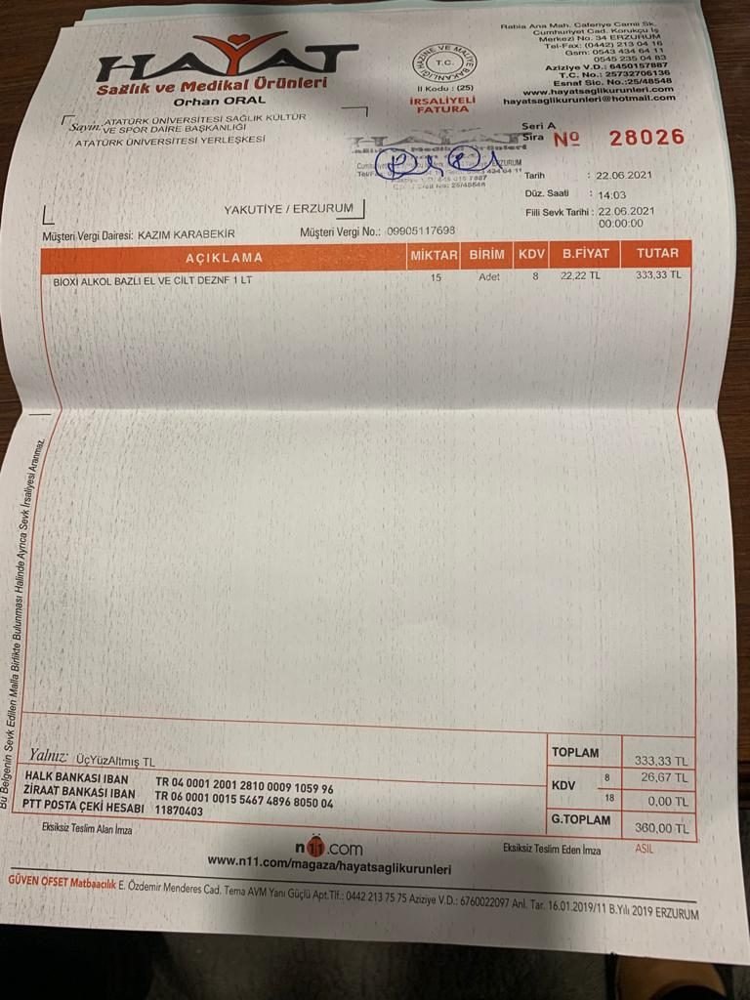 HAYAT
Sağlık ve Medikal Ürünleri
Orhan ORAL
T.C.
HAZİNE VE MALİYE BAKANLIĞI
İl Kodu : (25)
İRSALİYELİ
FATURA
Rabia Ana Mah. Caferiye Camii Sk.
Cumhuriyet Cad. Korukçu İş
Merkezi No. 34 ERZURUM
Tel-Fax: (0442) 213 04 16
Gsm: 0543 434 64 11
0545 235 04 83
Aziziye V.D.: 6450157887
T.C. No.: 25732706136
Esnaf Sic. No.:25/48548
www.hayatsaglikurunleri.com
hayatsaglikurunleri@hotmail.com
Sayın, ATATÜRK ÜNİVERSİTESİ SAĞLIK KÜLTÜR
VE SPOR DAİRE BAŞKANLIĞI
ATATÜRK ÜNİVERSİTESİ YERLEŞKESİ
YAKUTİYE / ERZURUM
HAYAT
ERZURUM
Seri A
Sıra No 28026
Tarih : 22.06.2021
Düz. Saati : 14:03
Fiili Sevk Tarihi : 22.06.2021
00:00:00
Müşteri Vergi Dairesi: KAZIM KARABEKİR Müşteri Vergi No.: 09905117698
AÇIKLAMA MİKTAR BİRİM KDV B.FİYAT TUTAR
BİOXİ ALKOL BAZLI EL VE CİLT DEZNF 1 LT 15 Adet 8 22,22 TL 333,33 TL
Bu Belgenin Sevk Edilen Malla Birlikte Bulunması Halinde Ayrıca Sevk İrsaliyesi Aranmaz.
Yalnız: ÜçYüzAltmış TL
HALK BANKASI IBAN TR 04 0001 2001 2810 0009 1059 96
ZİRAAT BANKASI IBAN TR 06 0001 0015 5467 4896 8050 04
PTT POSTA ÇEKİ HESABI 11870403
TOPLAM 333,33 TL
KDV 8 26,67 TL
18 0,00 TL
G.TOPLAM 360,00 TL
Eksiksiz Teslim Alan İmza
n11.com
www.n11.com/magaza/hayatsaglikurunleri
Eksiksiz Teslim Eden İmza
ASIL
GÜVEN OFSET Matbaacılık E. Özdemir Menderes Cad. Tema AVM Yanı Güçlü Apt.Tlf.: 0442 213 75 75 Aziziye V.D.: 6760022097 Anl. Tar. 16.01.2019/11 B.Yılı 2019 ERZURUM